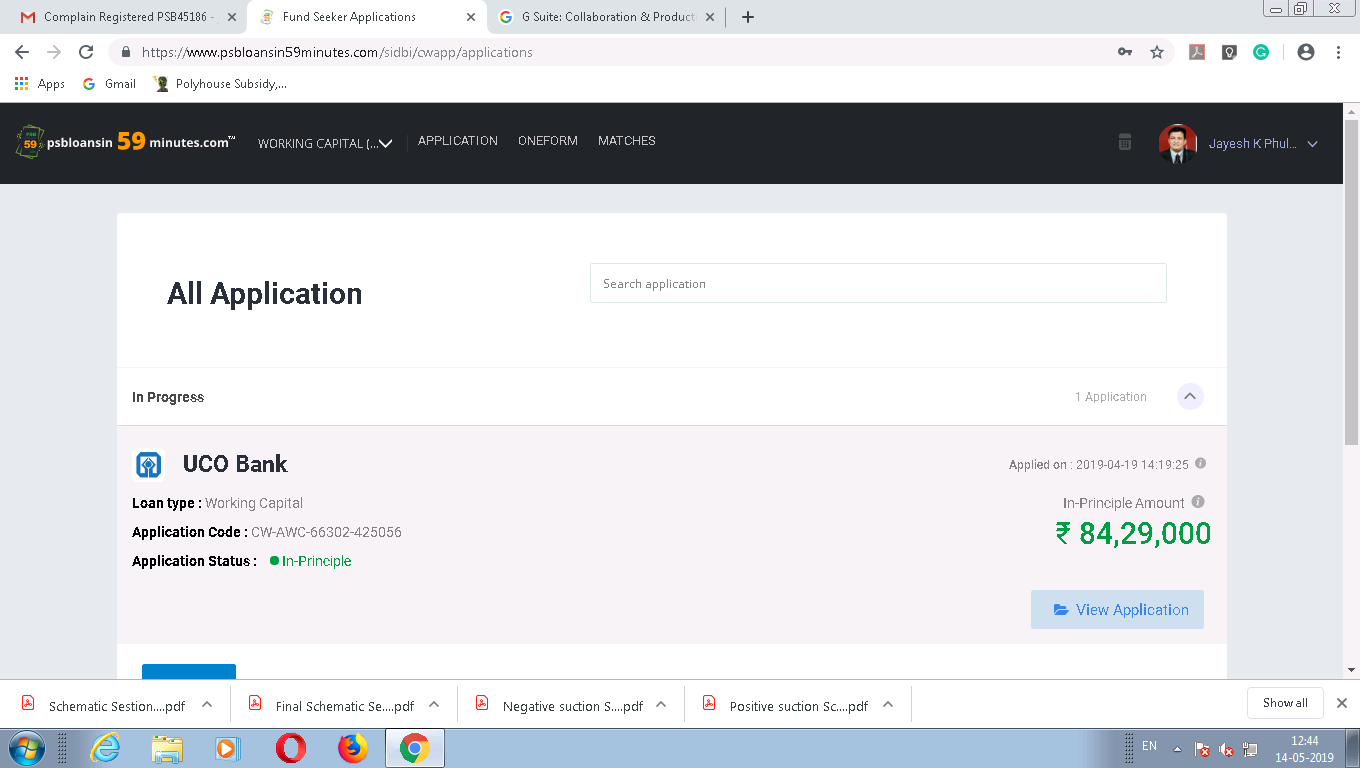 Complain Registered PSB45186 -
Fund Seeker Applications
G Suite: Collaboration & Producti
https://www.psbloansin59minutes.com/sidbi/cwapp/applications
Apps
Gmail
Polyhouse Subsidy,...
PSB 59 psbloansin 59 minutes.com™
WORKING CAPITAL (...
APPLICATION
ONEFORM
MATCHES
Jayesh K Phul...
All Application
Search application
In Progress
1 Application
UCO Bank
Applied on : 2019-04-19 14:19:25
Loan type : Working Capital
In-Principle Amount
Application Code : CW-AWC-66302-425056
₹ 84,29,000
Application Status : In-Principle
View Application
Schematic Sestion....pdf
Final Schematic Se....pdf
Negative suction S....pdf
Positive suction Sc....pdf
Show all
EN
12:44
14-05-2019